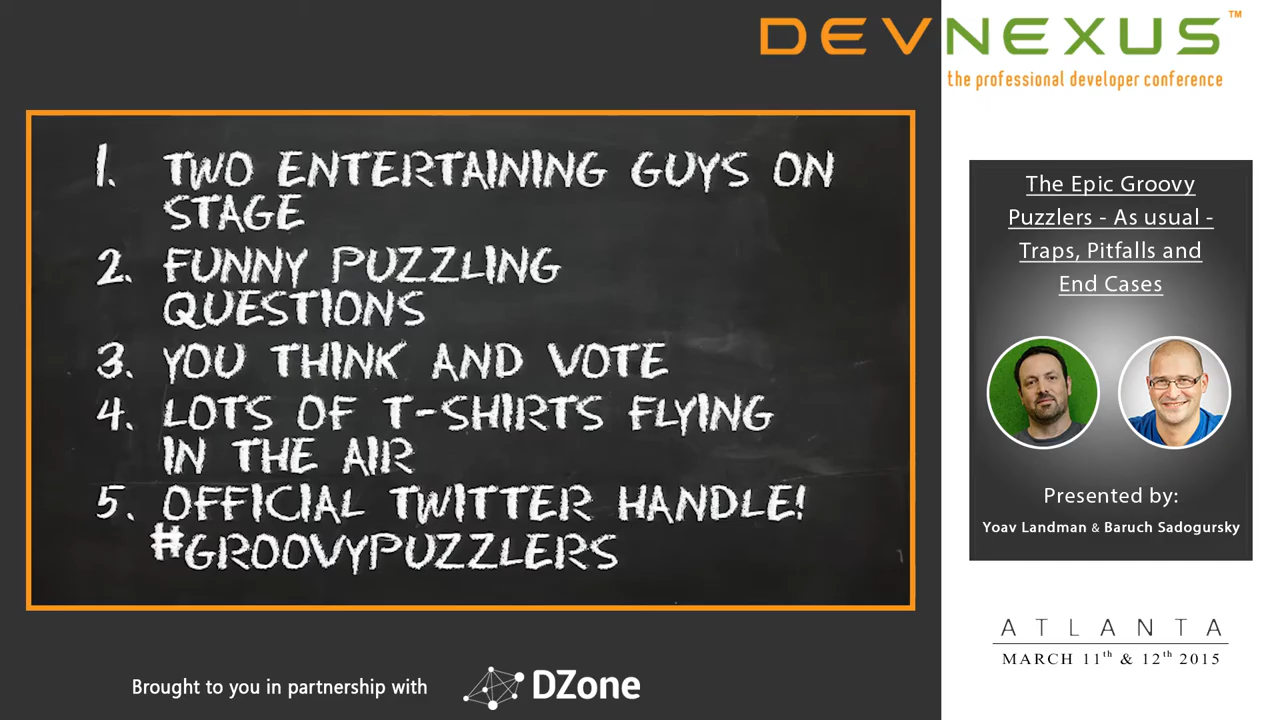 DEVNEXUS™
the professional developer conference
1. TWO ENTERTAINING GUYS ON
STAGE
2. FUNNY PUZZLING
QUESTIONS
3. YOU THINK AND VOTE
4. LOTS OF T-SHIRTS FLYING
IN THE AIR
5. OFFICIAL TWITTER HANDLE!
#GROOVYPUZZLERS
The Epic Groovy
Puzzlers - As usual -
Traps, Pitfalls and
End Cases
Presented by:
Yoav Landman & Baruch Sadogursky
ATLANTA
MARCH 11th & 12th 2015
Brought to you in partnership with
DZone